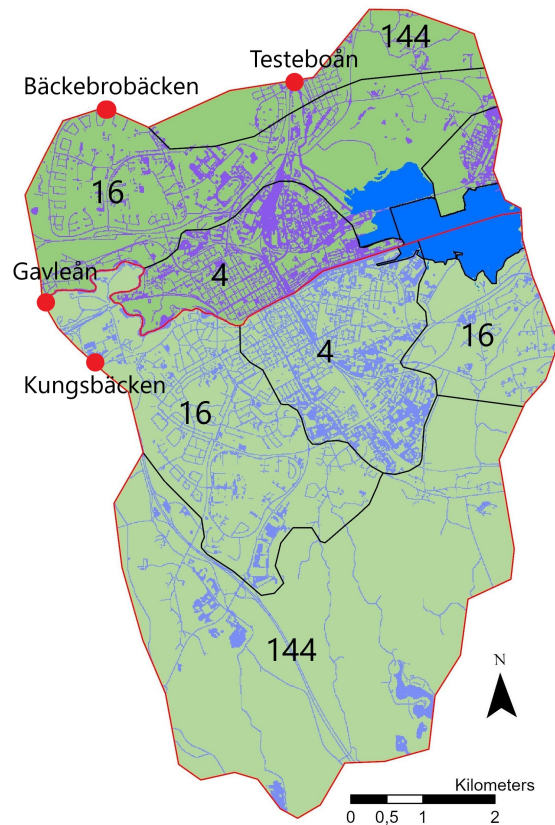 144
Testeboån
Bäckebrobäcken
16
4
Gavleån
4
16
Kungsbäcken
16
144
N
Kilometers
0 0,5 1 2